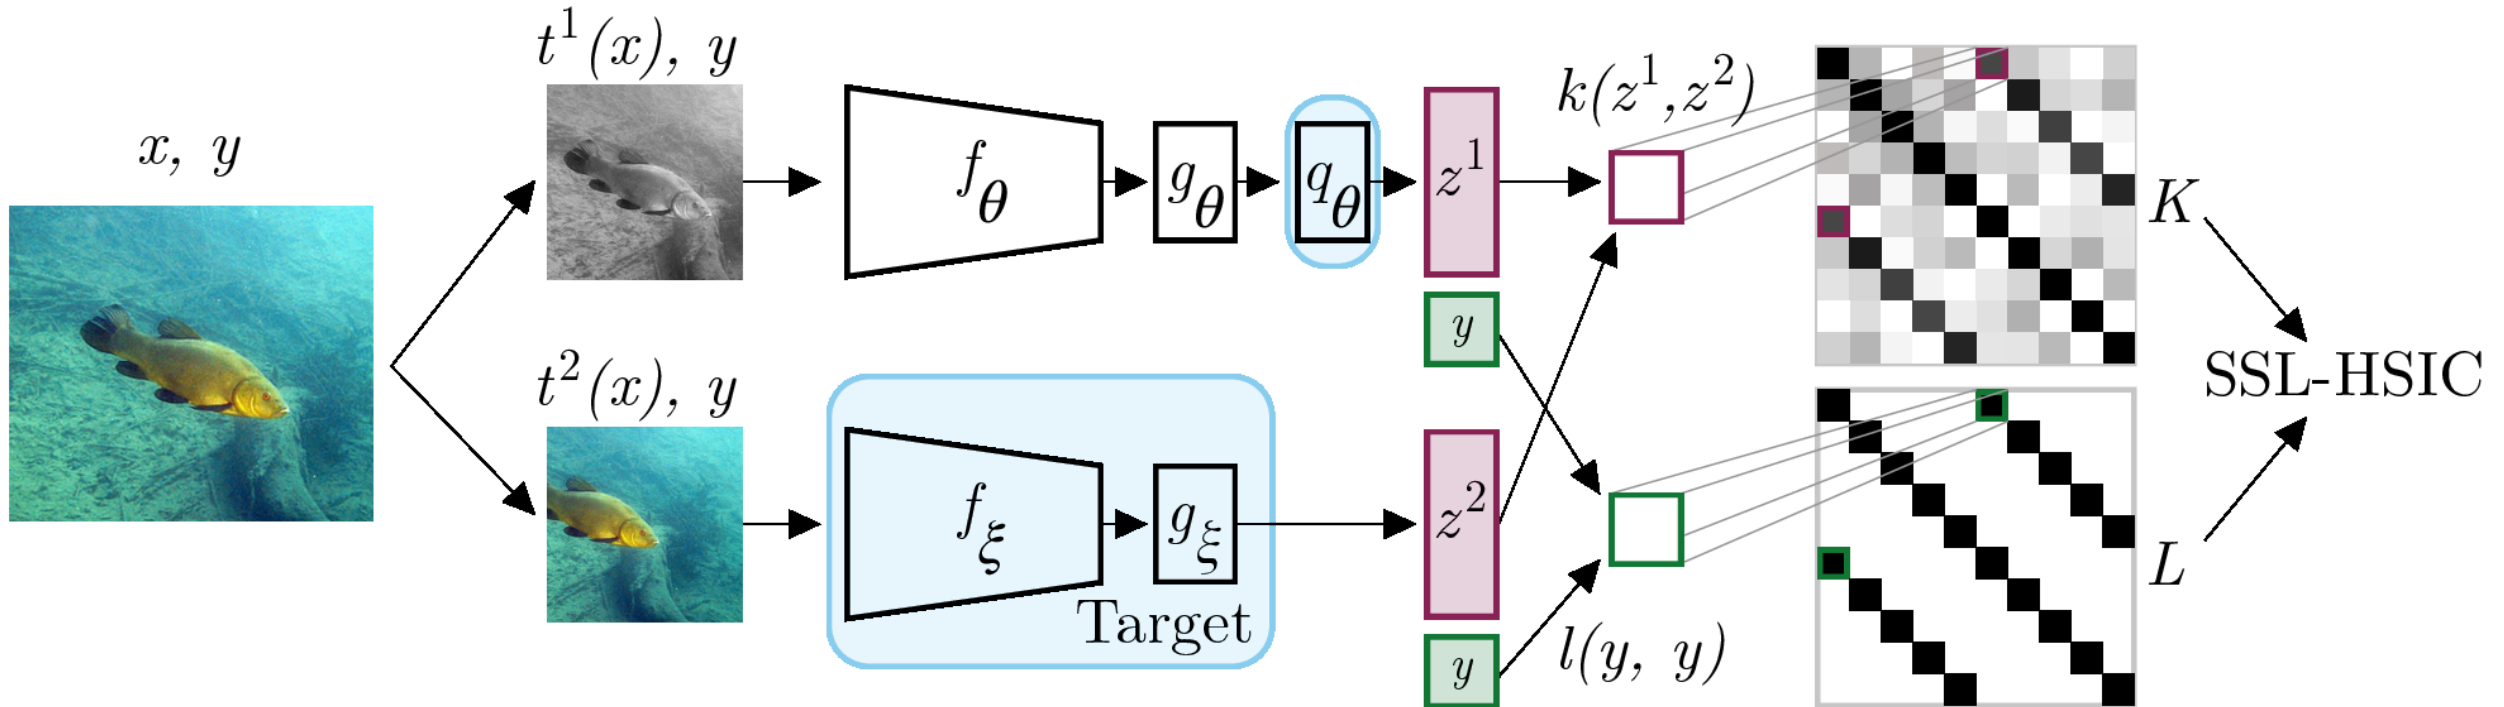 x, y
t¹(x), y
f_θ
g_θ
q_θ
z¹
k(z¹,z²)
K
y
SSL-HSIC
t²(x), y
f_ξ
g_ξ
Target
z²
L
y
l(y, y)